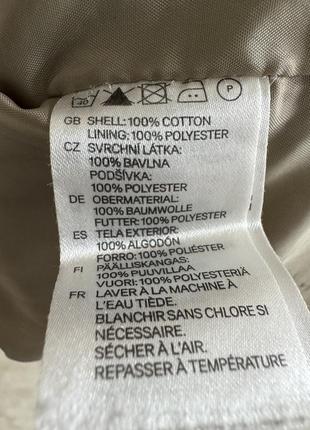 40 P
GB SHELL: 100% COTTON
LINING: 100% POLYESTER
CZ SVRCHNÍ LÁTKA:
100% BAVLNA
PODŠÍVKA:
100% POLYESTER
DE OBERMATERIAL:
100% BAUMWOLLE
FUTTER: 100% POLYESTER
ES TELA EXTERIOR:
100% ALGODÓN
FORRO: 100% POLIÉSTER
FI PÄÄLLISKANGAS:
100% PUUVILLAA
VUORI: 100% POLYESTERIÄ
FR LAVER À LA MACHINE À
L'EAU TIÈDE.
BLANCHIR SANS CHLORE SI
NÉCESSAIRE.
SÉCHER À L'AIR.
REPASSER À TEMPÉRATURE